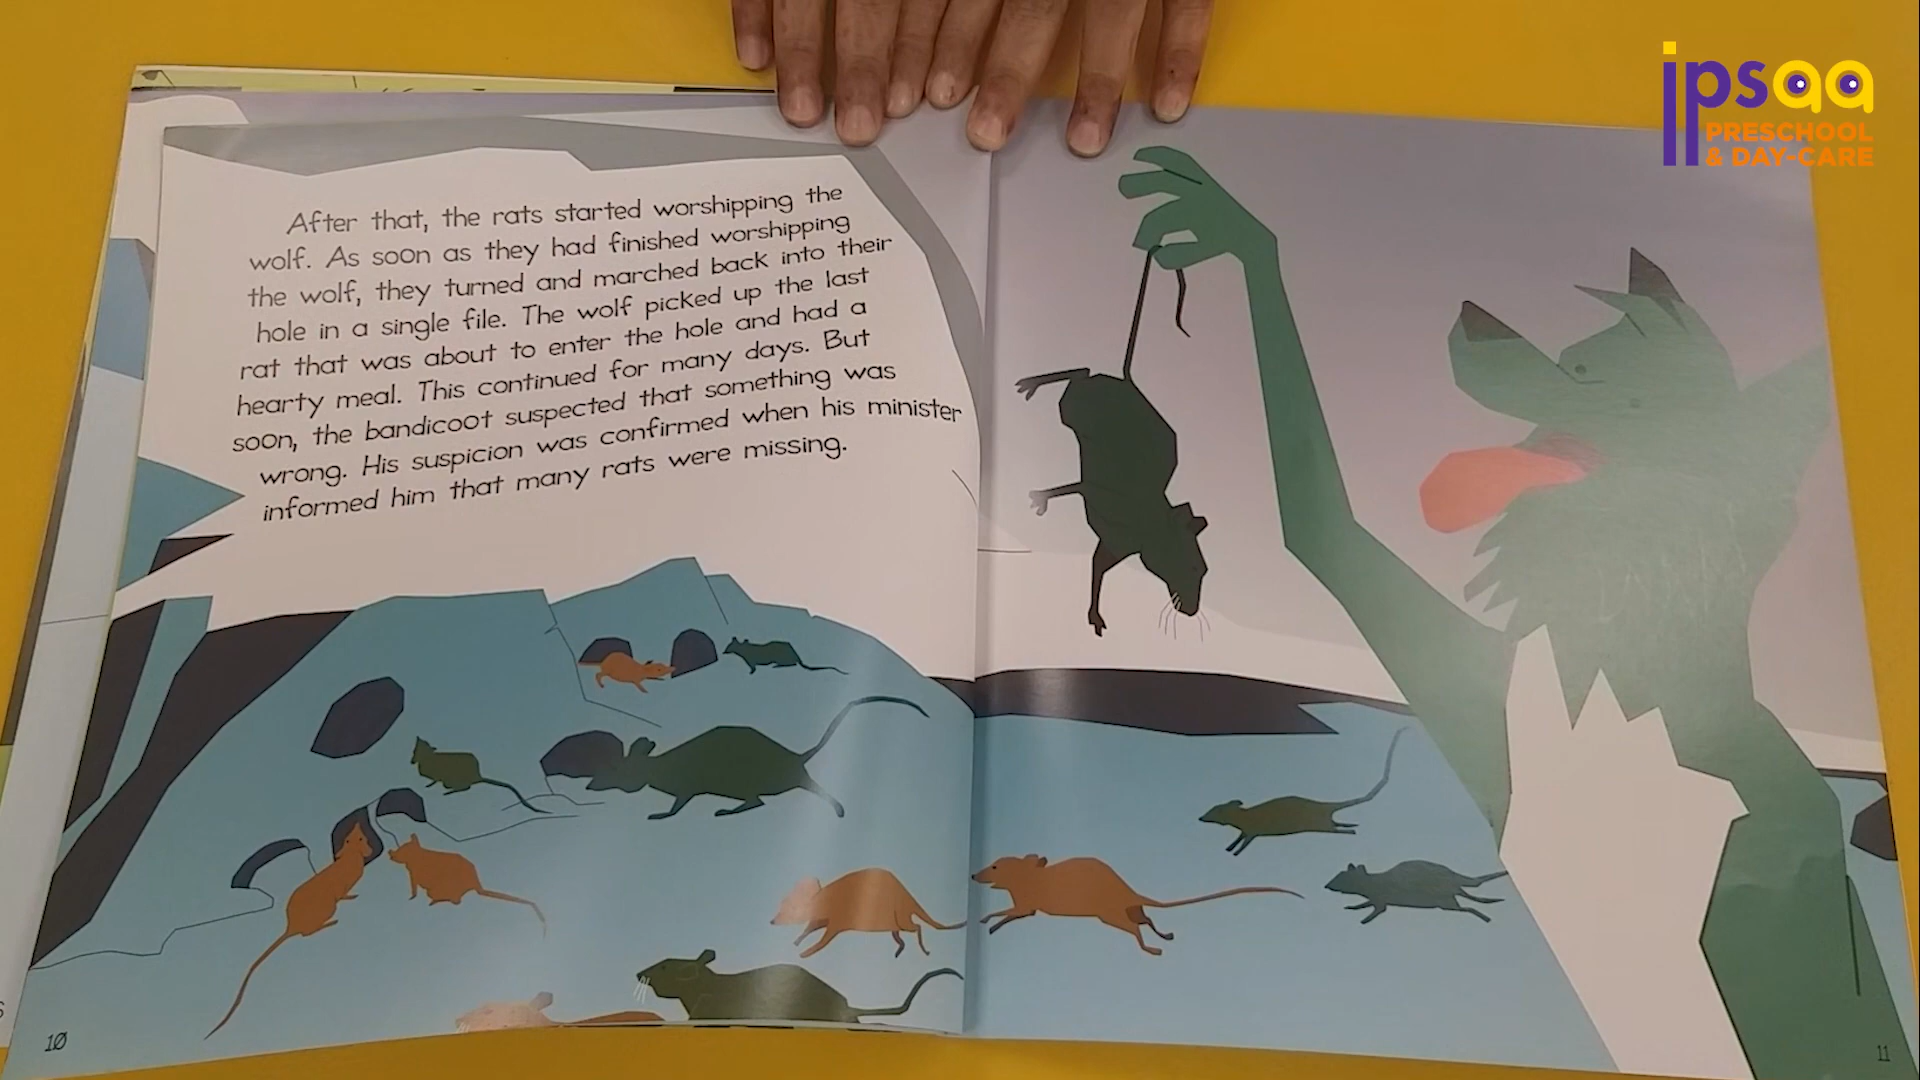 ipsaa
PRESCHOOL
& DAY-CARE
After that, the rats started worshipping the
wolf. As soon as they had finished worshipping
the wolf, they turned and marched back into their
hole in a single file. The wolf picked up the last
rat that was about to enter the hole and had a
hearty meal. This continued for many days. But
soon, the bandicoot suspected that something was
wrong. His suspicion was confirmed when his minister
informed him that many rats were missing.
10
11